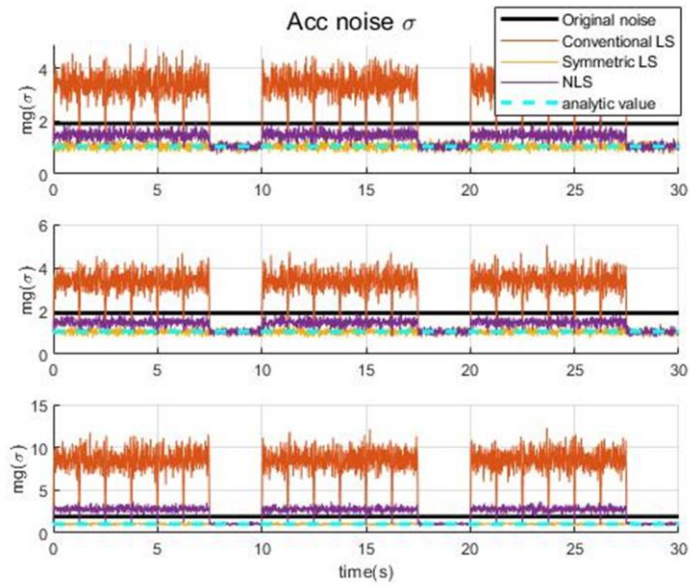 Acc noise σ
Original noise
Conventional LS
Symmetric LS
NLS
analytic value
4
2
0
mg(σ)
0 5 10 15 20 25 30
6
4
2
0
mg(σ)
0 5 10 15 20 25 30
15
10
5
0
mg(σ)
0 5 10 15 20 25 30
time(s)